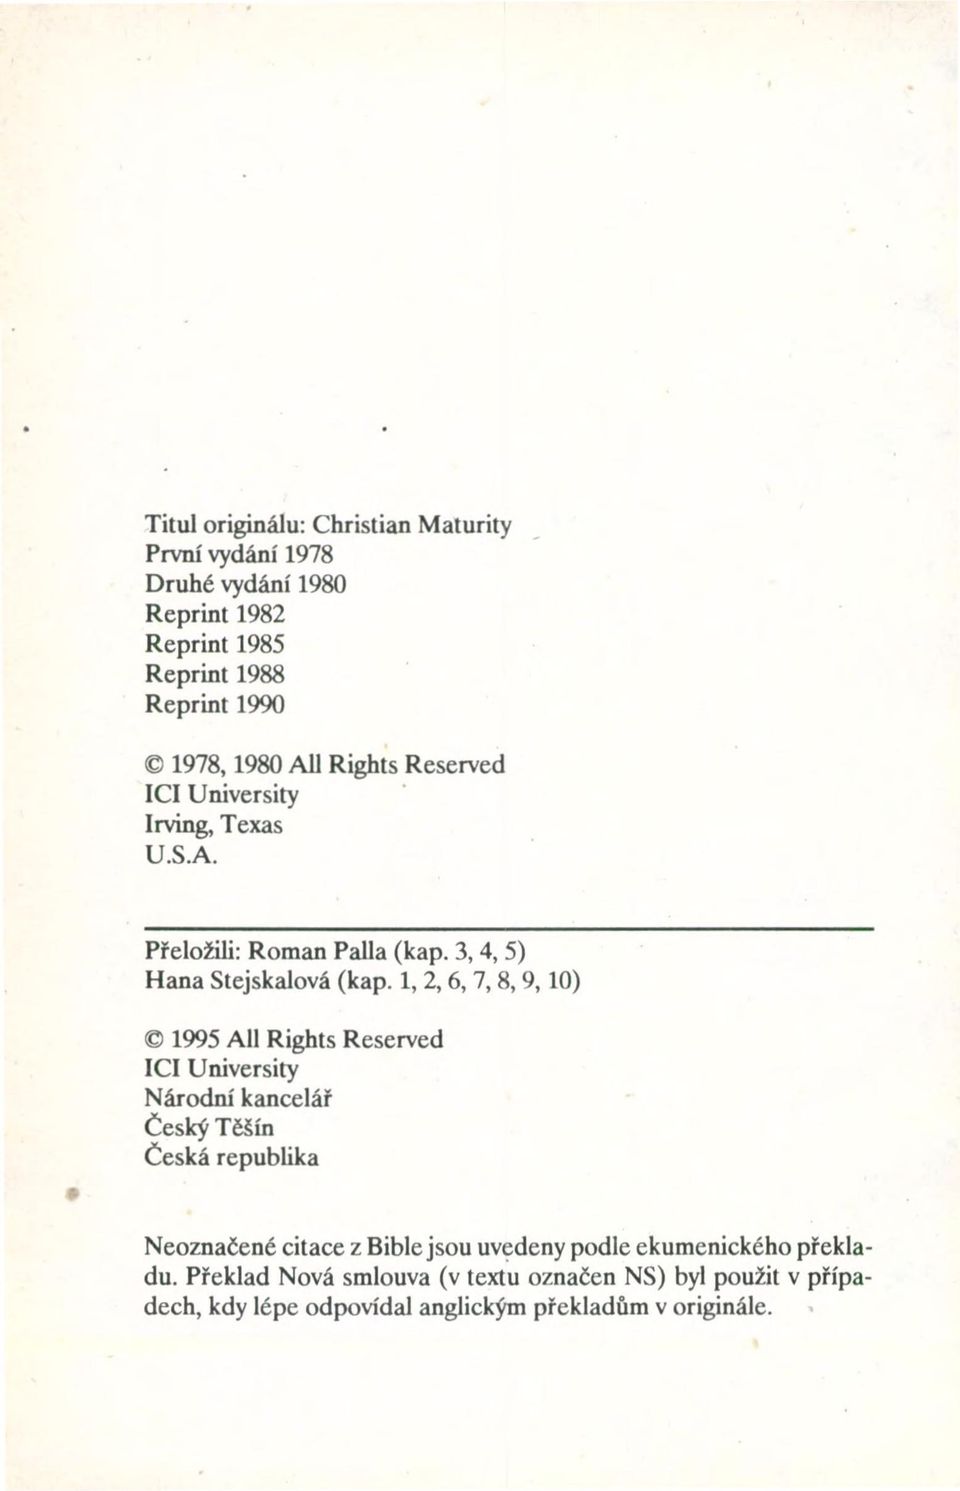 Titul originálu: Christian Maturity
První vydání 1978
Druhé vydání 1980
Reprint 1982
Reprint 1985
Reprint 1988
Reprint 1990
© 1978, 1980 All Rights Reserved
ICI University
Irving, Texas
U.S.A.
Přeložili: Roman Palla (kap. 3, 4, 5)
Hana Stejskalová (kap. 1, 2, 6, 7, 8, 9, 10)
© 1995 All Rights Reserved
ICI University
Národní kancelář
Český Těšín
Česká republika
Neoznačené citace z Bible jsou uvedeny podle ekumenického překla-
du. Překlad Nová smlouva (v textu označen NS) byl použit v přípa-
dech, kdy lépe odpovídal anglickým překladům v originále.